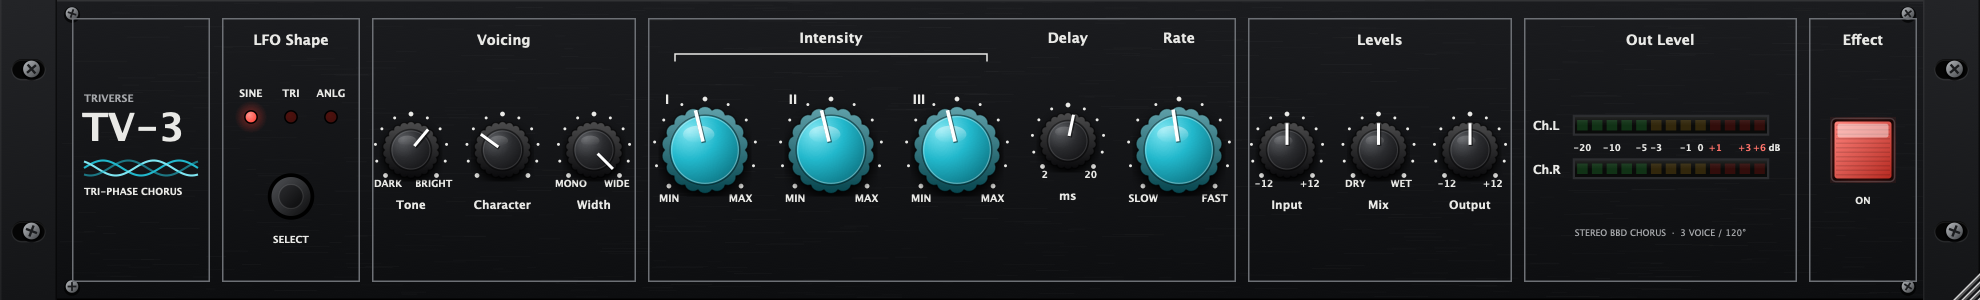 TRIVERSE
TV-3
TRI-PHASE CHORUS
LFO Shape
SINE TRI ANLG
SELECT
Voicing
DARK BRIGHT
Tone
Character
MONO WIDE
Width
Intensity
I II III
MIN MAX
MIN MAX
MIN MAX
Delay
2 20
ms
Rate
SLOW FAST
Levels
-12 +12
Input
DRY WET
Mix
-12 +12
Output
Out Level
Ch.L
-20 -10 -5 -3 -1 0 +1 +3 +6 dB
Ch.R
STEREO BBD CHORUS · 3 VOICE / 120°
Effect
ON